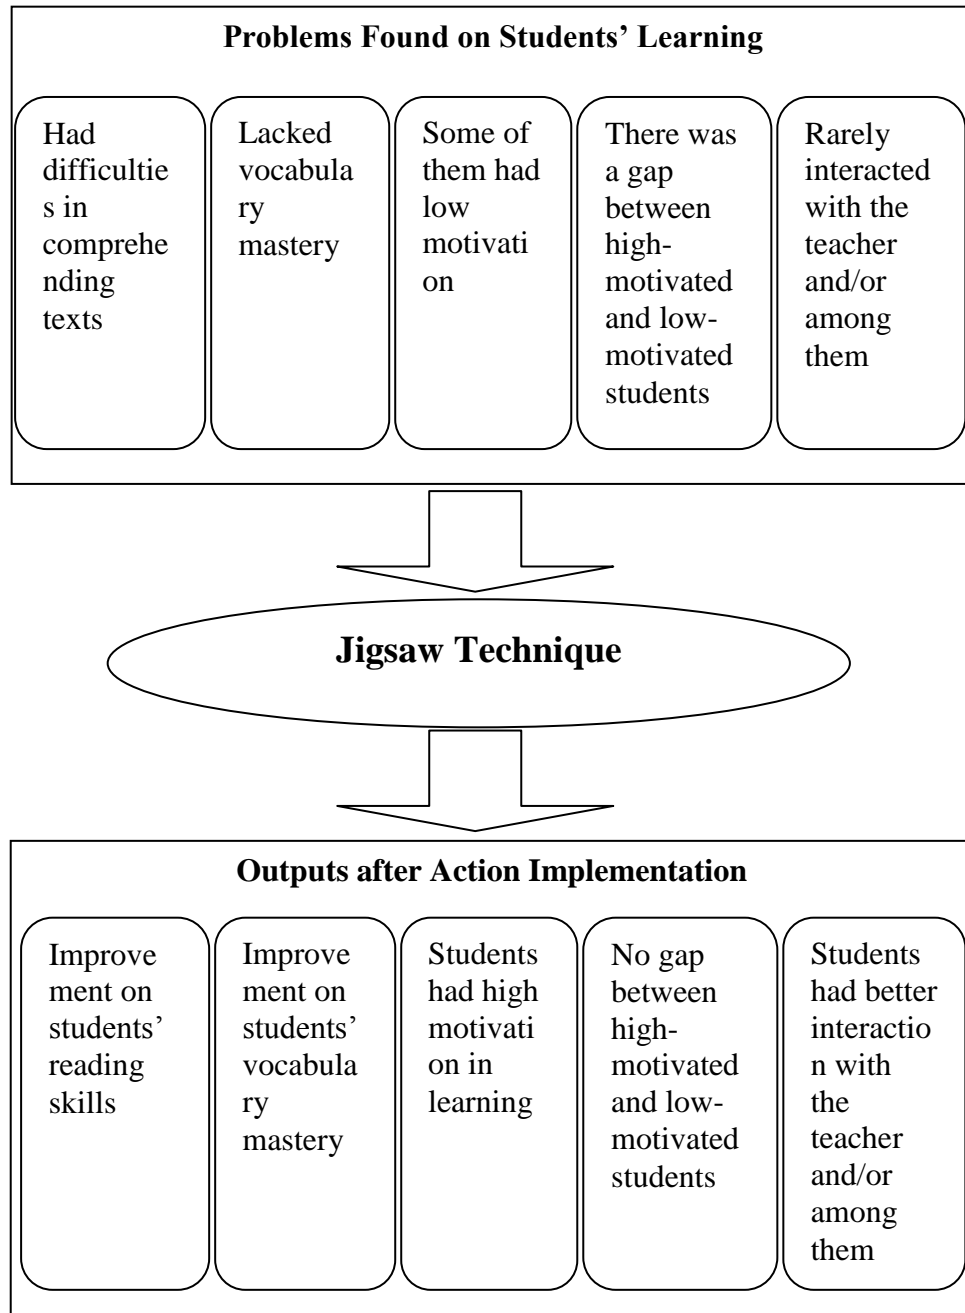 Problems Found on Students’ Learning
Had
difficultie
s in
comprehe
nding
texts
Lacked
vocabula
ry
mastery
Some of
them had
low
motivati
on
There was
a gap
between
high-
motivated
and low-
motivated
students
Rarely
interacted
with the
teacher
and/or
among
them
Jigsaw Technique
Outputs after Action Implementation
Improve
ment on
students’
reading
skills
Improve
ment on
students’
vocabula
ry
mastery
Students
had high
motivati
on in
learning
No gap
between
high-
motivated
and low-
motivated
students
Students
had better
interactio
n with
the
teacher
and/or
among
them